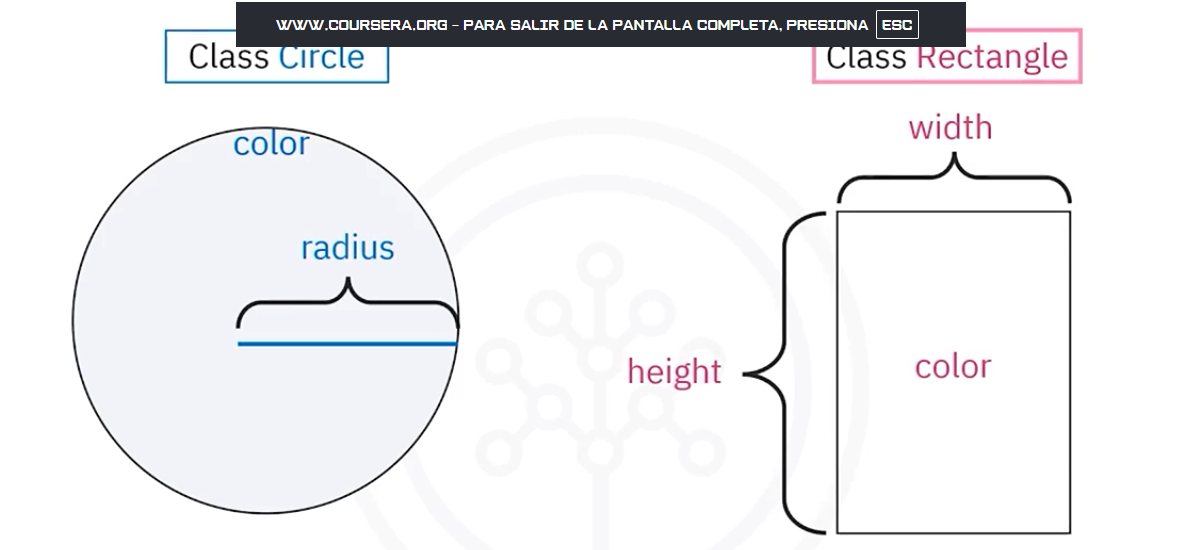 WWW.COURSERA.ORG – PARA SALIR DE LA PANTALLA COMPLETA, PRESIONA ESC
Class Circle
Class Rectangle
color
radius
width
height
color